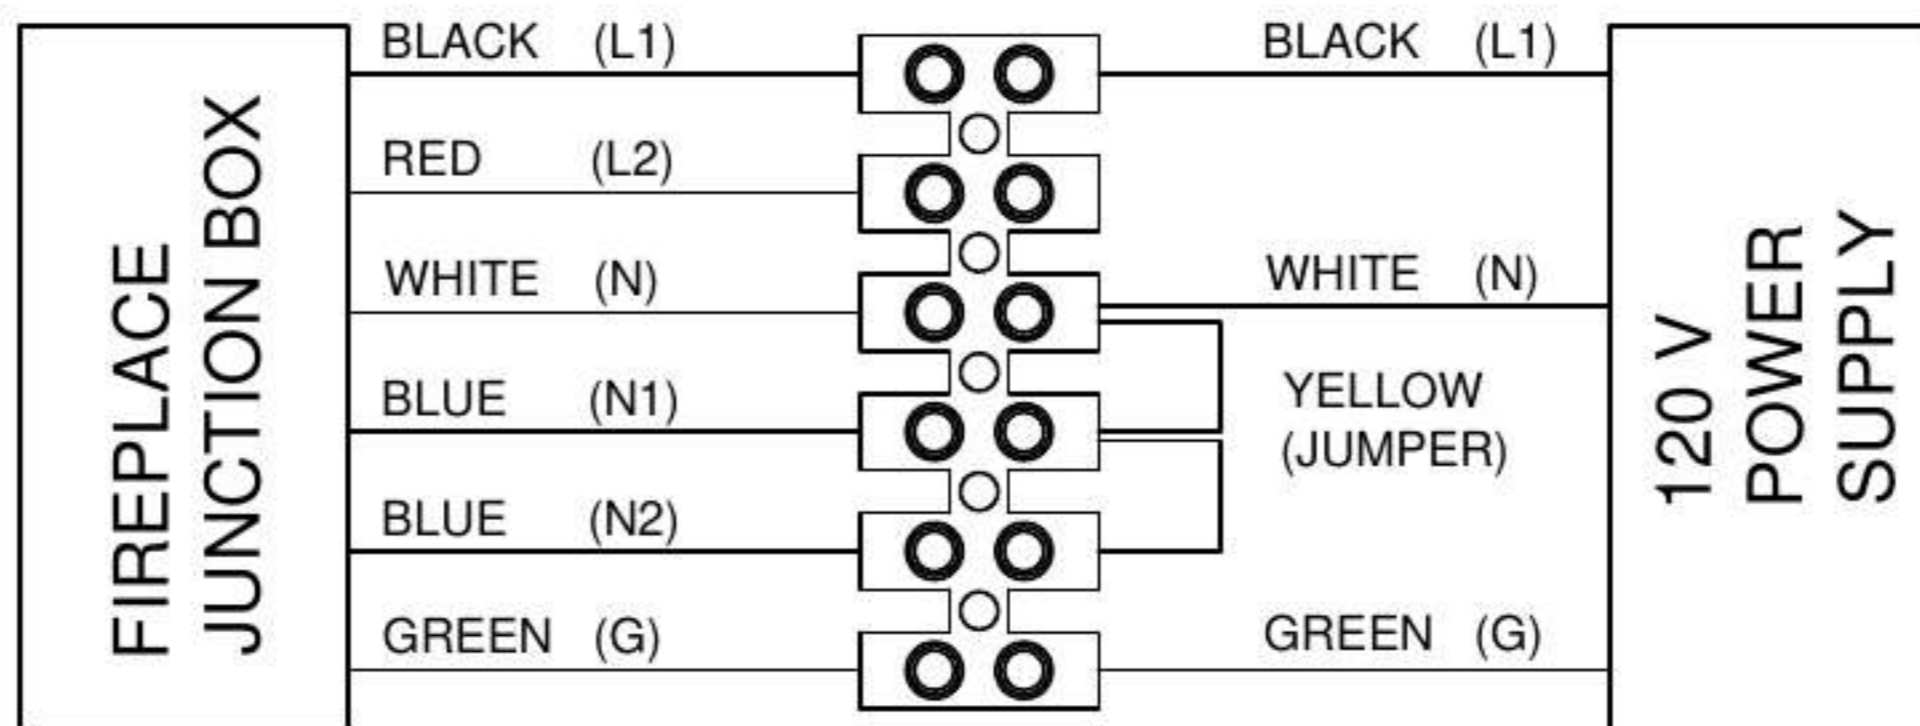 FIREPLACE
JUNCTION BOX
BLACK (L1)
RED (L2)
WHITE (N)
BLUE (N1)
BLUE (N2)
GREEN (G)
BLACK (L1)
WHITE (N)
YELLOW
(JUMPER)
GREEN (G)
120 V
POWER
SUPPLY